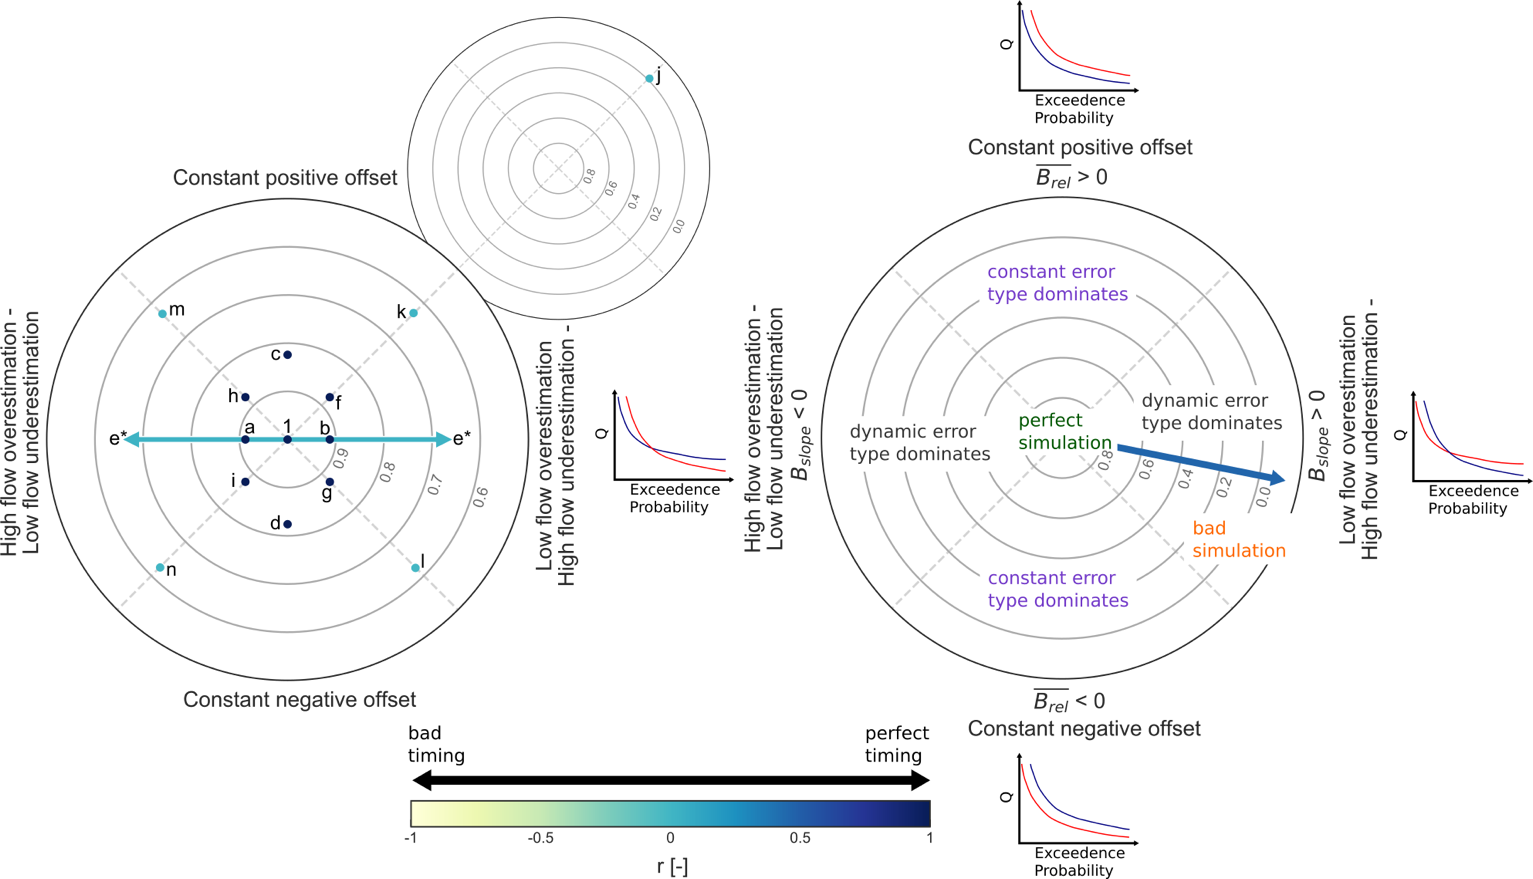 Q
Exceedence
Probability
Constant positive offset
B_rel > 0
j
0.8
0.6
0.4
0.2
0.0
Constant positive offset
High flow overestimation -
Low flow underestimation
m
k
c
h
f
e*
a
1
b
e*
i
g
d
n
l
0.9
0.8
0.7
0.6
Low flow overestimation
High flow underestimation -
Constant negative offset
Q
Exceedence
Probability
High flow overestimation -
Low flow underestimation
B_slope < 0
constant error
type dominates
dynamic error
type dominates
perfect
simulation
dynamic error
type dominates
0.8
0.6
0.4
0.2
0.0
bad
simulation
constant error
type dominates
B_slope > 0
Low flow overestimation
High flow underestimation -
Q
Exceedence
Probability
B_rel < 0
Constant negative offset
Q
Exceedence
Probability
bad
timing
perfect
timing
-1
-0.5
0
0.5
1
r [-]